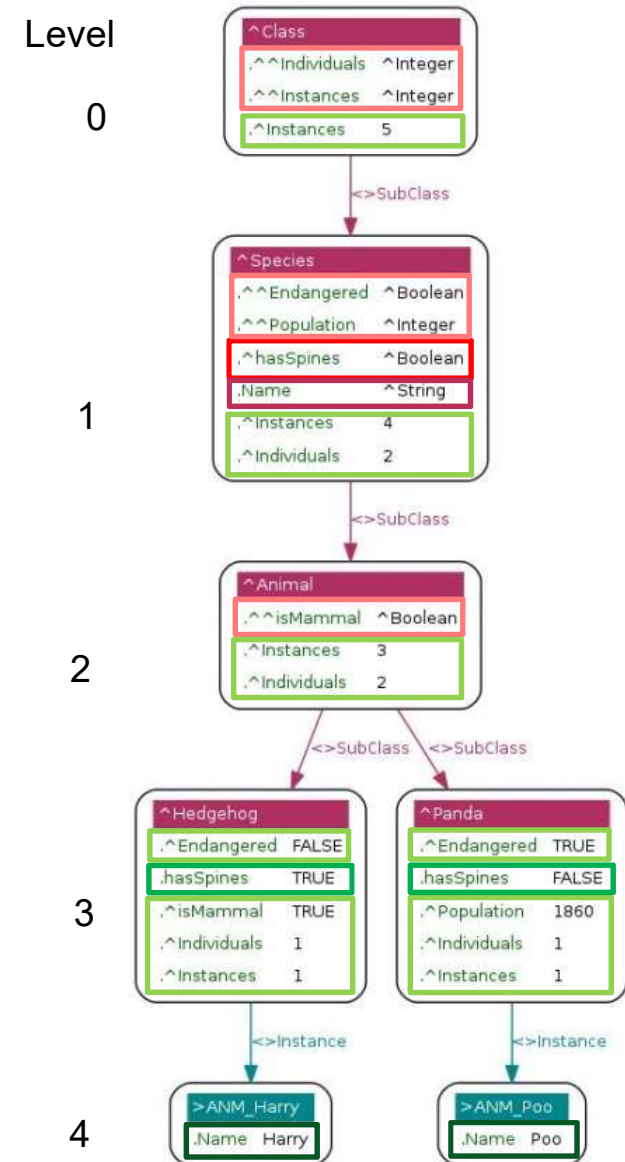 Level
^Class
.^^Individuals ^Integer
.^^Instances ^Integer
0
.^Instances 5
<>SubClass
^Species
.^^Endangered ^Boolean
.^^Population ^Integer
.^hasSpines ^Boolean
.Name ^String
1
.^Instances 4
.^Individuals 2
<>SubClass
^Animal
.^^isMammal ^Boolean
.^Instances 3
2
.^Individuals 2
<>SubClass <>SubClass
^Hedgehog
.^Endangered FALSE
.hasSpines TRUE
3
.^isMammal TRUE
.^Individuals 1
.^Instances 1
^Panda
.^Endangered TRUE
.hasSpines FALSE
.^Population 1860
.^Individuals 1
.^Instances 1
<>Instance <>Instance
4
>ANM_Harry
.Name Harry
>ANM_Poo
.Name Poo